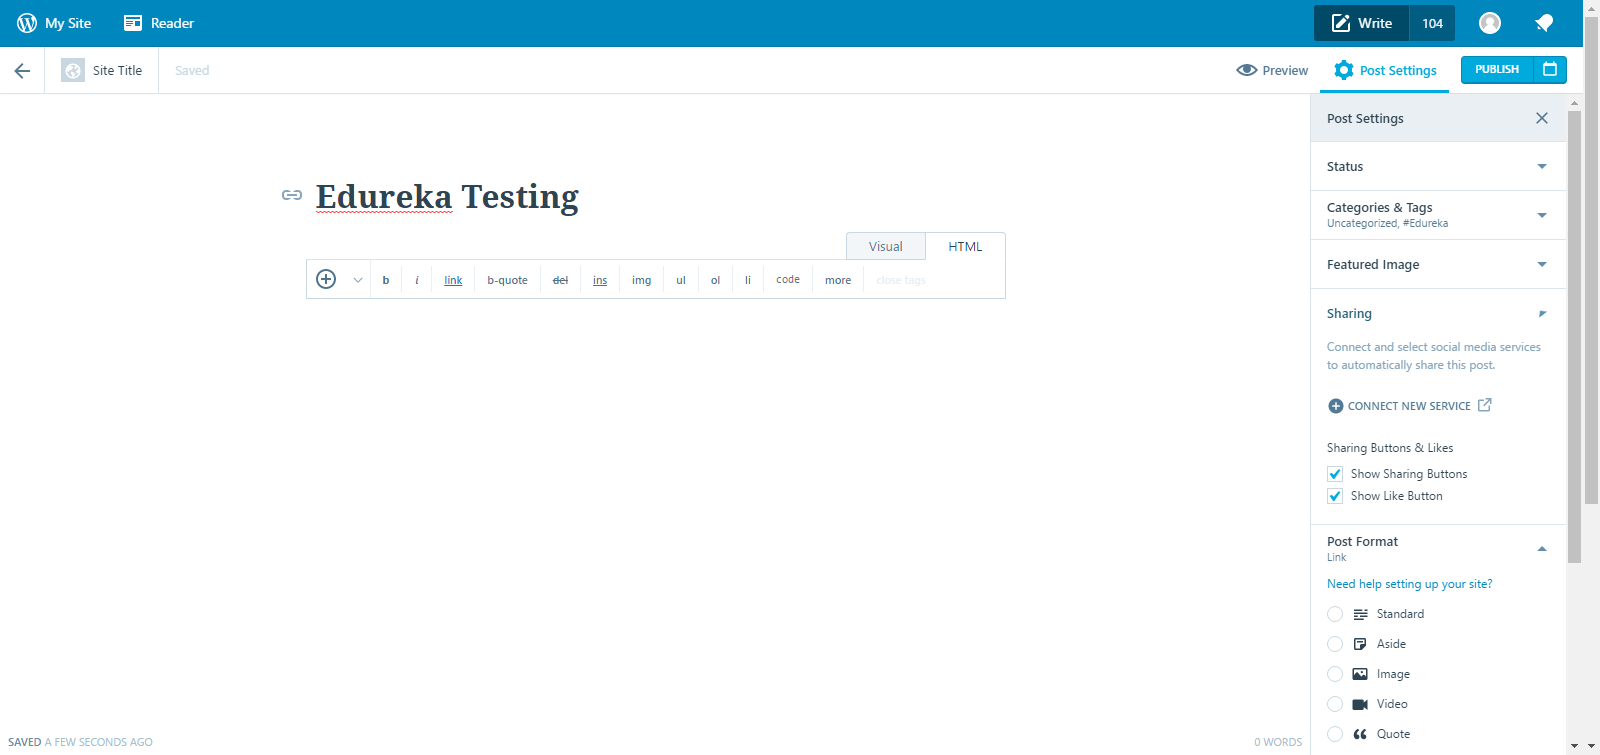 My Site Reader Write 104
Site Title Saved Preview Post Settings PUBLISH
Post Settings
Status
Categories & Tags
Uncategorized, #Edureka
Featured Image
Sharing
Connect and select social media services
to automatically share this post.
CONNECT NEW SERVICE
Sharing Buttons & Likes
Show Sharing Buttons
Show Like Button
Post Format
Link
Need help setting up your site?
Standard
Aside
Image
Video
Quote
Edureka Testing
Visual HTML
b i link b-quote del ins img ul ol li code more close tags
SAVED A FEW SECONDS AGO 0 WORDS